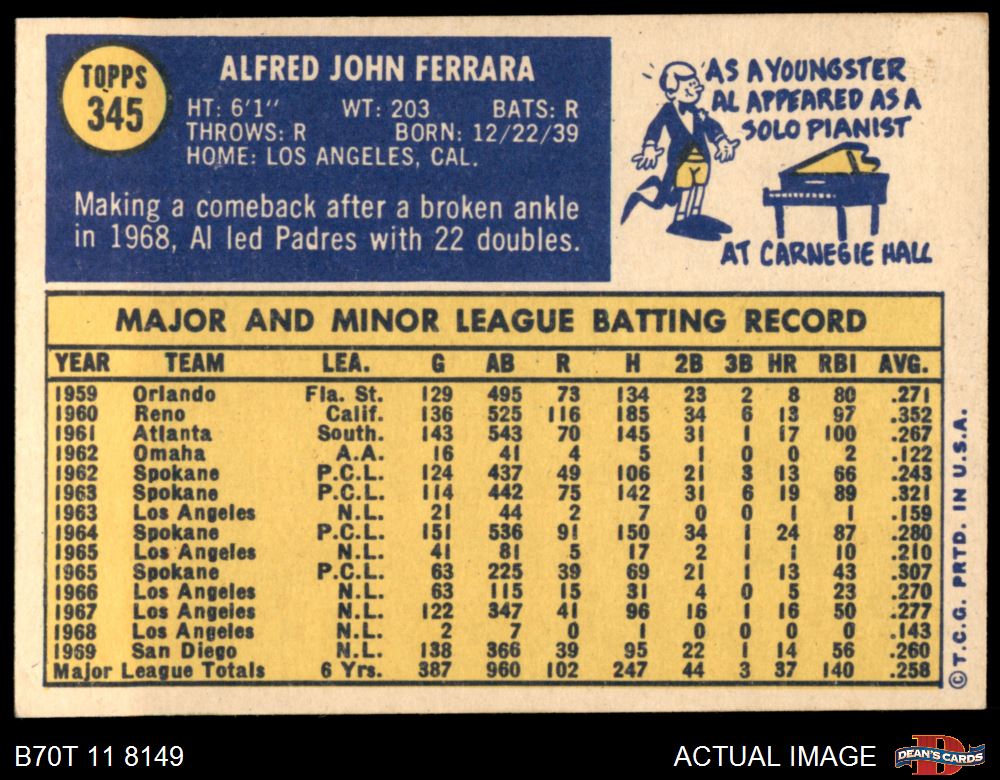 TOPPS
345
ALFRED JOHN FERRARA
HT: 6'1" WT: 203 BATS: R
THROWS: R BORN: 12/22/39
HOME: LOS ANGELES, CAL.
Making a comeback after a broken ankle
in 1968, Al led Padres with 22 doubles.
AS A YOUNGSTER
AL APPEARED AS A
SOLO PIANIST
AT CARNEGIE HALL
MAJOR AND MINOR LEAGUE BATTING RECORD
YEAR TEAM LEA. G AB R H 2B 3B HR RBI AVG.
1959 Orlando Fla. St. 129 495 73 134 23 2 8 80 .271
1960 Reno Calif. 136 525 116 185 34 6 13 97 .352
1961 Atlanta South. 143 543 70 145 31 1 17 100 .267
1962 Omaha A.A. 16 41 4 5 1 0 0 2 .122
1962 Spokane P.C.L. 124 437 49 106 21 3 13 66 .243
1963 Spokane P.C.L. 114 442 75 142 31 6 19 89 .321
1963 Los Angeles N.L. 21 44 2 7 0 0 1 1 .159
1964 Spokane P.C.L. 151 536 91 150 34 1 24 87 .280
1965 Los Angeles N.L. 41 81 5 17 2 1 1 10 .210
1965 Spokane P.C.L. 63 225 39 69 21 1 13 43 .307
1966 Los Angeles N.L. 63 115 15 31 4 0 5 23 .270
1967 Los Angeles N.L. 122 347 41 96 16 1 16 50 .277
1968 Los Angeles N.L. 2 7 0 1 0 0 0 0 .143
1969 San Diego N.L. 138 366 39 95 22 1 14 56 .260
Major League Totals 6 Yrs. 387 960 102 247 44 3 37 140 .258
© T.C.G. PRTD. IN U.S.A.
B70T 11 8149
ACTUAL IMAGE
DEAN'S CARDS